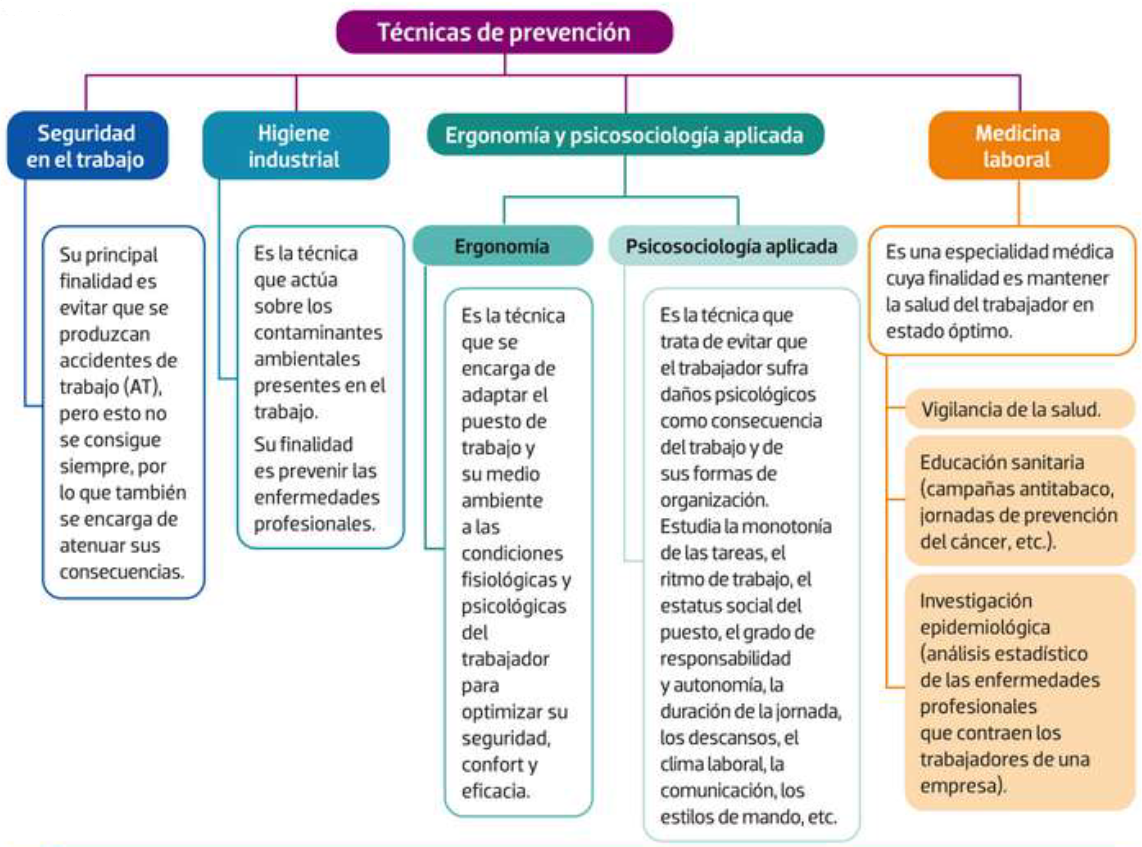 Técnicas de prevención
Seguridad
en el trabajo
Su principal
finalidad es
evitar que se
produzcan
accidentes de
trabajo (AT),
pero esto no
se consigue
siempre, por
lo que también
se encarga de
atenuar sus
consecuencias.
Higiene
industrial
Es la técnica
que actúa
sobre los
contaminantes
ambientales
presentes en el
trabajo.
Su finalidad
es prevenir las
enfermedades
profesionales.
Ergonomía y psicosociología aplicada
Ergonomía
Es la técnica
que se
encarga de
adaptar el
puesto de
trabajo y
su medio
ambiente
a las
condiciones
fisiológicas y
psicológicas
del
trabajador
para
optimizar su
seguridad,
confort y
eficacia.
Psicosociología aplicada
Es la técnica que
trata de evitar que
el trabajador sufra
daños psicológicos
como consecuencia
del trabajo y de
sus formas de
organización.
Estudia la monotonía
de las tareas, el
ritmo de trabajo, el
estatus social del
puesto, el grado de
responsabilidad
y autonomía, la
duración de la jornada,
los descansos, el
clima laboral, la
comunicación, los
estilos de mando, etc.
Medicina
laboral
Es una especialidad médica
cuya finalidad es mantener
la salud del trabajador en
estado óptimo.
Vigilancia de la salud.
Educación sanitaria
(campañas antitabaco,
jornadas de prevención
del cáncer, etc.).
Investigación
epidemiológica
(análisis estadístico
de las enfermedades
profesionales
que contraen los
trabajadores de una
empresa).